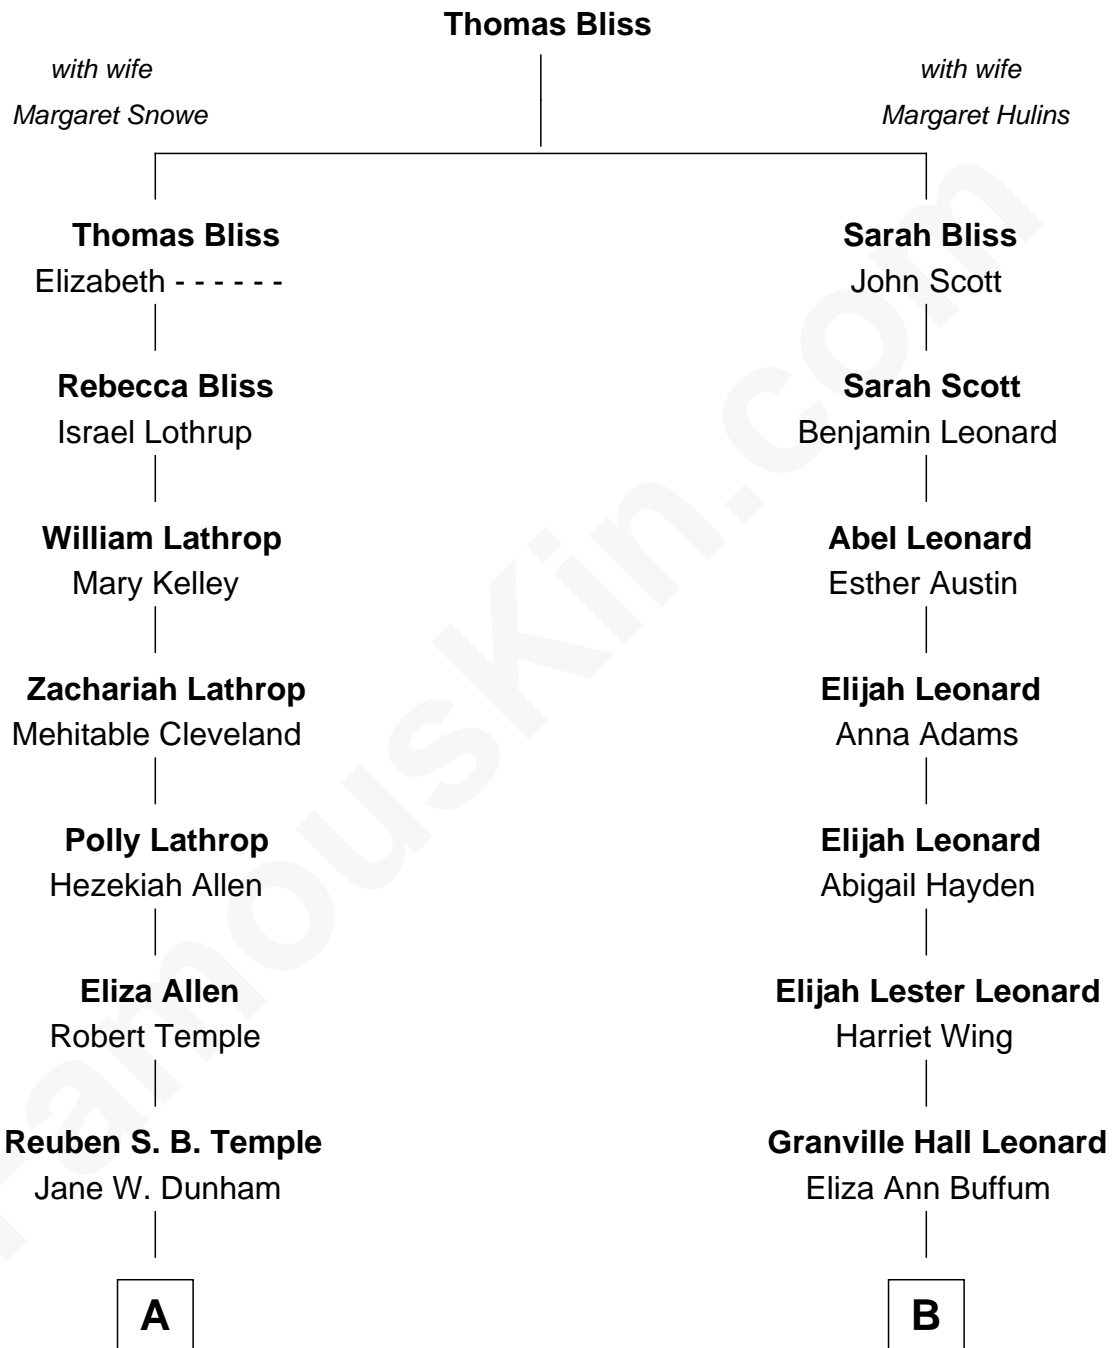 Thomas Bliss
with wife
Margaret Snowe
with wife
Margaret Hulins
Thomas Bliss
Elizabeth - - - - - -
Sarah Bliss
John Scott
Rebecca Bliss
Israel Lothrup
Sarah Scott
Benjamin Leonard
William Lathrop
Mary Kelley
Abel Leonard
Esther Austin
Zachariah Lathrop
Mehitable Cleveland
Elijah Leonard
Anna Adams
Polly Lathrop
Hezekiah Allen
Elijah Leonard
Abigail Hayden
Eliza Allen
Robert Temple
Elijah Lester Leonard
Harriet Wing
Reuben S. B. Temple
Jane W. Dunham
Granville Hall Leonard
Eliza Ann Buffum
A
B
FamousKin.com